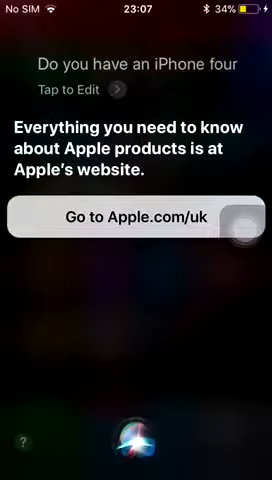 No SIM 23:07 34%
Do you have an iPhone four
Tap to Edit
Everything you need to know
about Apple products is at
Apple's website.
Go to Apple.com/uk
?